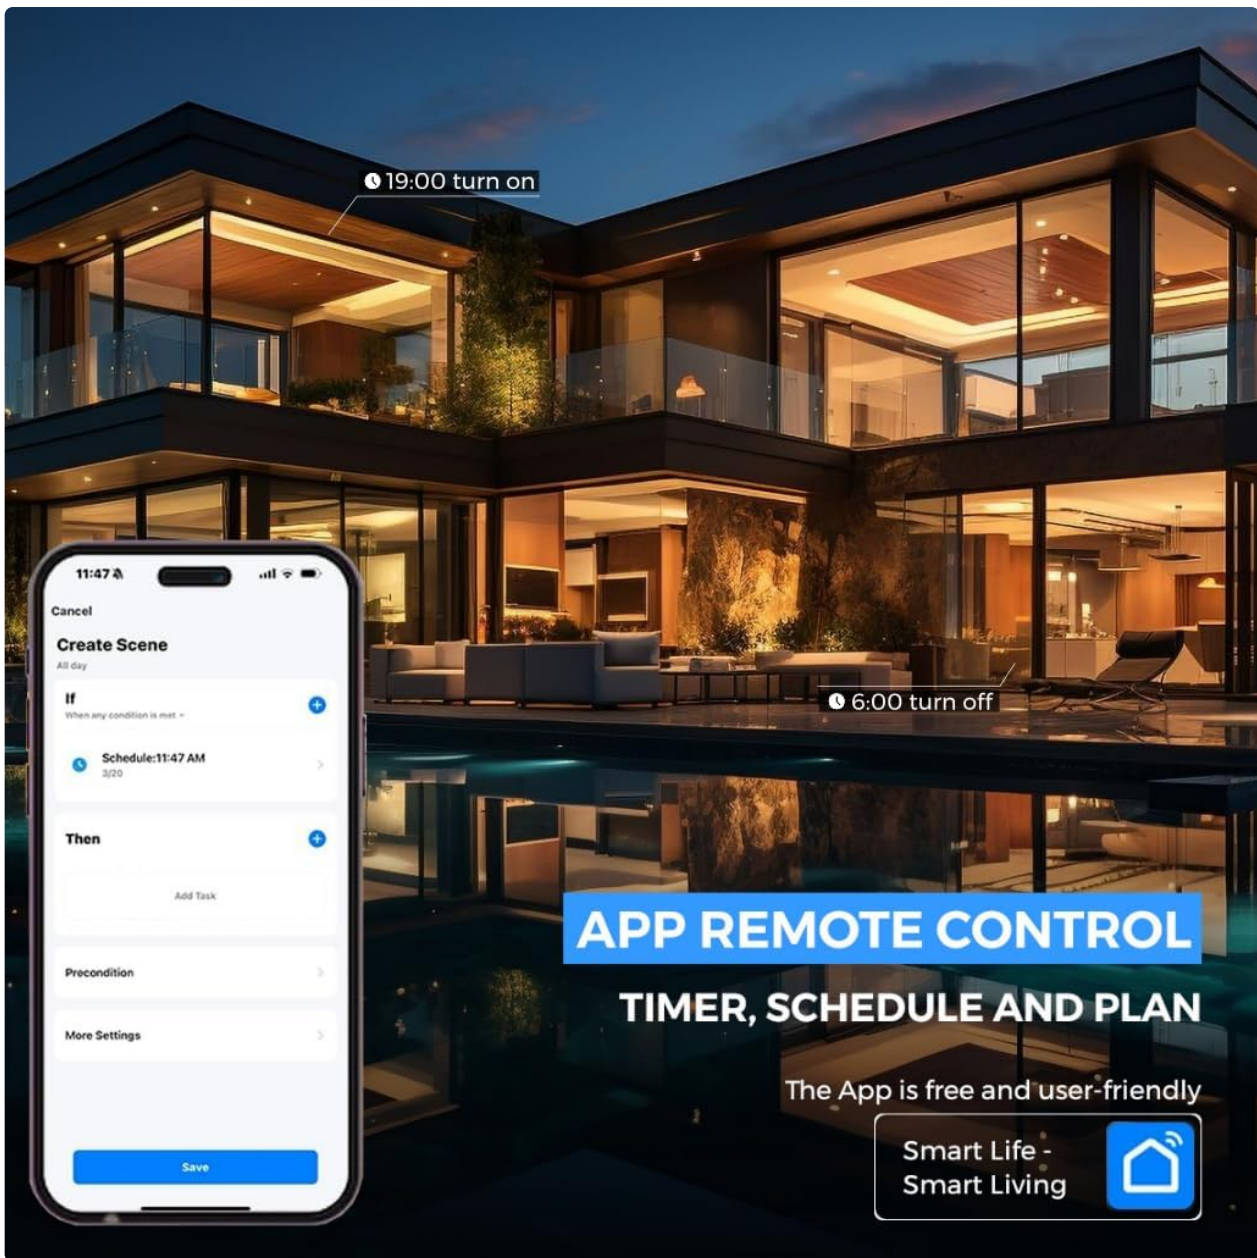 19:00 turn on
6:00 turn off
11:47
Cancel
Create Scene
All day
If
When any condition is met
Schedule:11:47 AM
3/20
Then
Add Task
Precondition
More Settings
Save
APP REMOTE CONTROL
TIMER, SCHEDULE AND PLAN
The App is free and user-friendly
Smart Life -
Smart Living